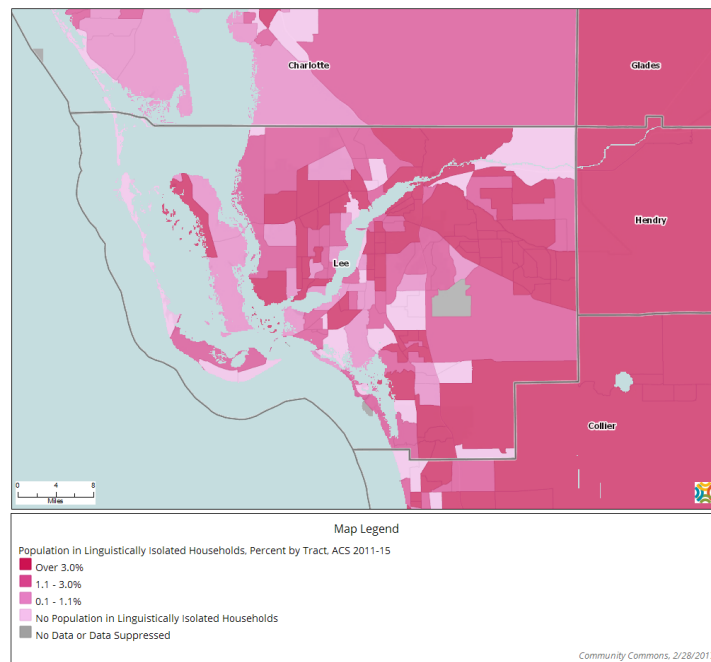 Charlotte
Glades
Hendry
Lee
Collier
0 4 8
Miles
Map Legend
Population in Linguistically Isolated Households, Percent by Tract, ACS 2011-15
Over 3.0%
1.1 - 3.0%
0.1 - 1.1%
No Population in Linguistically Isolated Households
No Data or Data Suppressed
Community Commons, 2/28/201